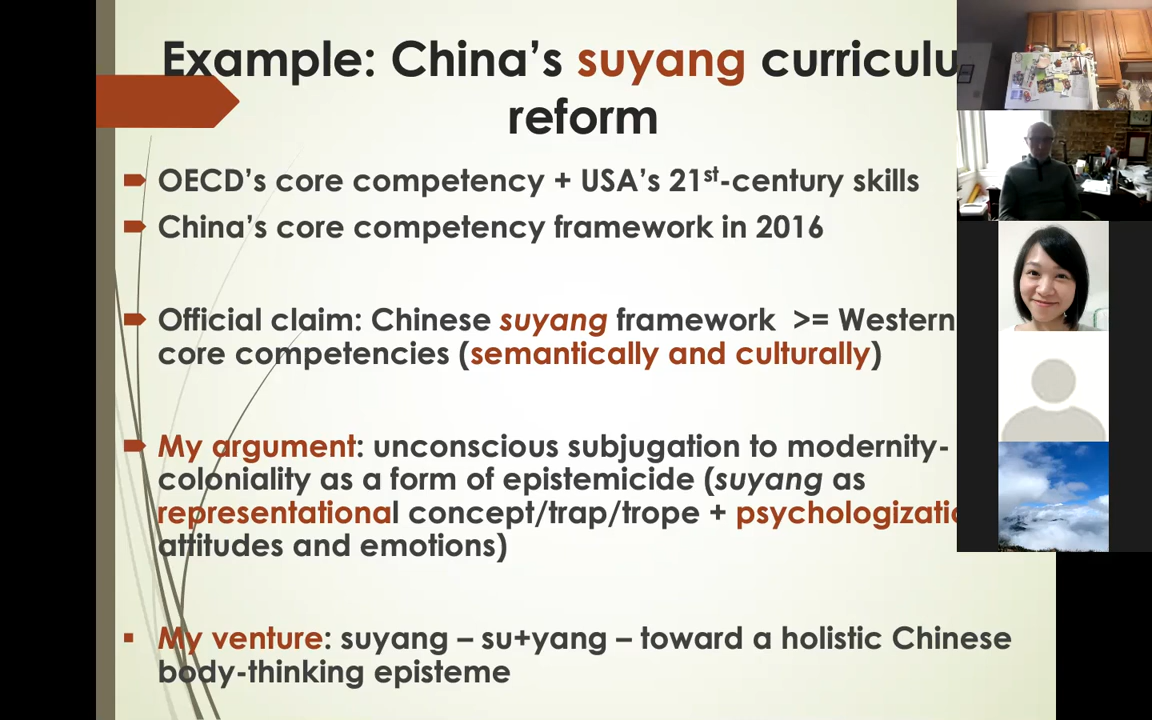 Example: China’s suyang
reform
OECD’s core competency + USA’s 21st-century skills
China’s core competency framework in 2016
Official claim: Chinese suyang framework >= Western
core competencies (semantically and culturally)
My argument: unconscious subjugation to modernity-
coloniality as a form of epistemicide (suyang as
representational concept/trap/trope +
attitudes and emotions)
My venture: suyang – su+yang – toward a holistic Chinese
body-thinking episteme